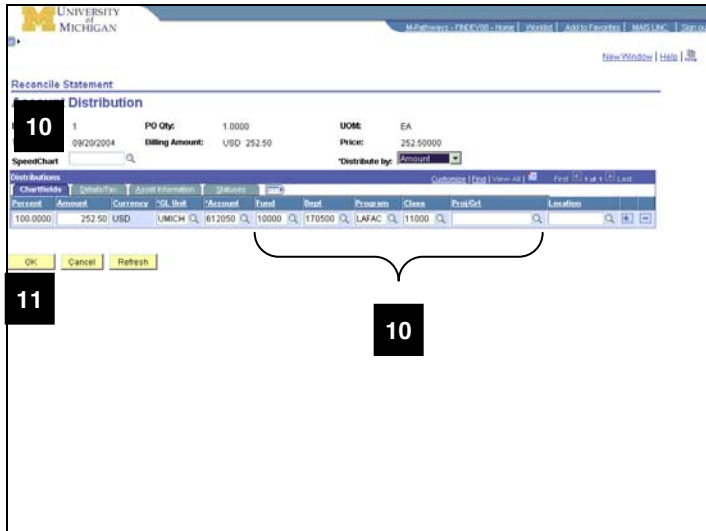 UNIVERSITY
of
MICHIGAN
M-Pathways - FINDEV88 - Home | Worklist | Add to Favorites | MAIS LINC | Sign out
New Window | Help |
Reconcile Statement
Distribution
10
1 PO Qty: 1.0000 UOM: EA
09/20/2004 Billing Amount: USD 252.50 Price: 252.50000
SpeedChart *Distribute by: Amount
Distributions Customize | Find | View All | First 1 of 1 Last
Chartfields Details/Tax Asset Information Statuses
Percent Amount Currency *GL Unit *Account Fund Dept Program Class Proj/Grt Location
100.0000 252.50 USD UMICH 612050 10000 170500 LAFAC 11000
OK Cancel Refresh
11
10